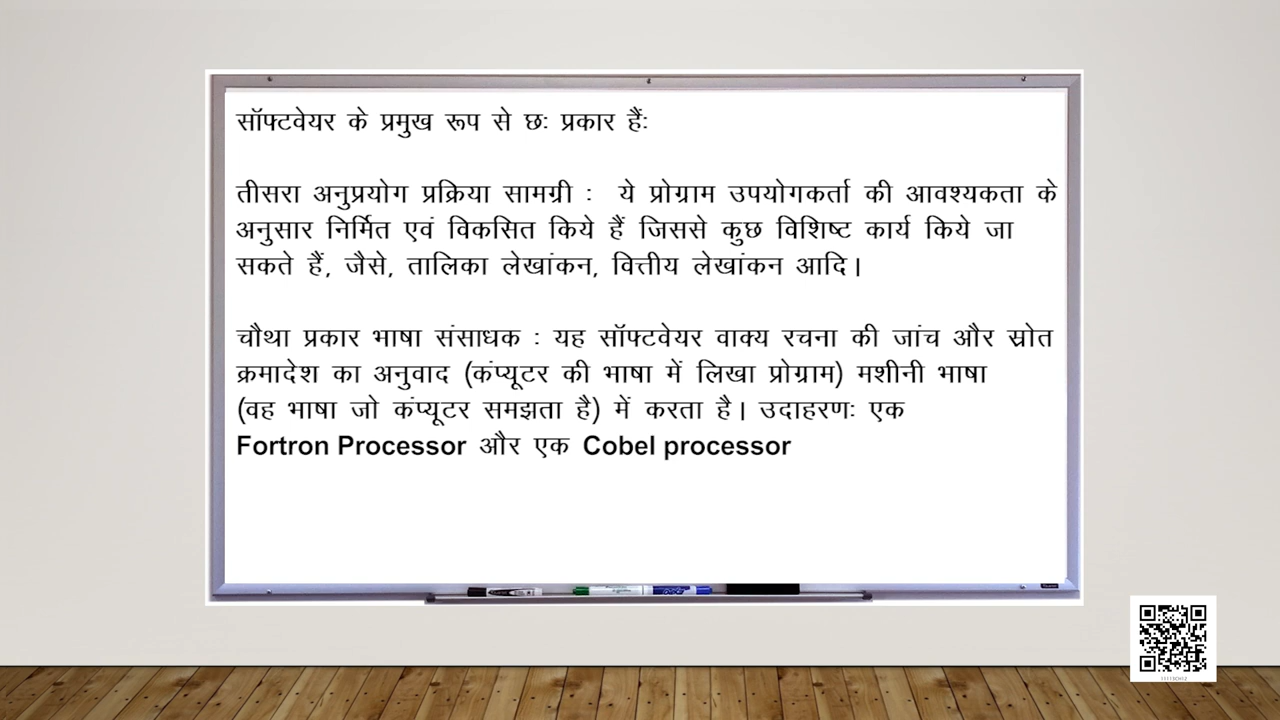 सॉफ्टवेयर के प्रमुख रूप से छः प्रकार हैं:
तीसरा अनुप्रयोग प्रक्रिया सामग्री : ये प्रोग्राम उपयोगकर्ता की आवश्यकता के
अनुसार निर्मित एवं विकसित किये हैं जिससे कुछ विशिष्ट कार्य किये जा
सकते हैं, जैसे, तालिका लेखांकन, वित्तीय लेखांकन आदि।
चौथा प्रकार भाषा संसाधक : यह सॉफ्टवेयर वाक्य रचना की जांच और स्रोत
क्रमादेश का अनुवाद (कंप्यूटर की भाषा में लिखा प्रोग्राम) मशीनी भाषा
(वह भाषा जो कंप्यूटर समझता है) में करता है। उदाहरणः एक
Fortron Processor और एक Cobel processor